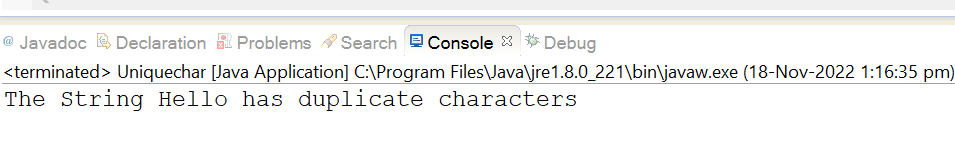 @ Javadoc Declaration Problems Search Console Debug
<terminated> Uniquechar [Java Application] C:\Program Files\Java\jre1.8.0_221\bin\javaw.exe (18-Nov-2022 1:16:35 pm)
The String Hello has duplicate characters